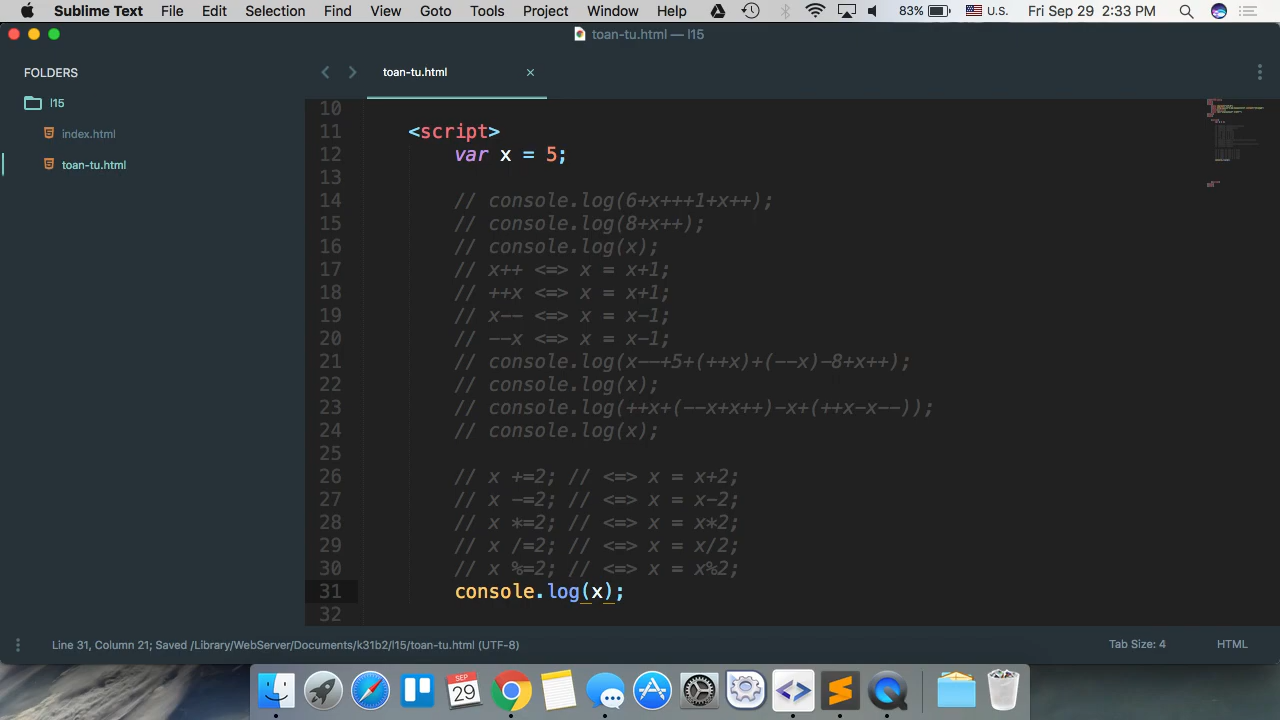 Sublime Text File Edit Selection Find View Goto Tools Project Window Help 83% U.S. Fri Sep 29 2:33 PM
toan-tu.html — l15
FOLDERS
l15
index.html
toan-tu.html
toan-tu.html ×
10
11 <script>
12 var x = 5;
13
14 // console.log(6+x+++1+x++);
15 // console.log(8+x++);
16 // console.log(x);
17 // x++ <=> x = x+1;
18 // ++x <=> x = x+1;
19 // x-- <=> x = x-1;
20 // --x <=> x = x-1;
21 // console.log(x--+5+(++x)+(--x)-8+x++);
22 // console.log(x);
23 // console.log(++x+(--x+x++)-x+(++x-x--));
24 // console.log(x);
25
26 // x +=2; // <=> x = x+2;
27 // x -=2; // <=> x = x-2;
28 // x *=2; // <=> x = x*2;
29 // x /=2; // <=> x = x/2;
30 // x %=2; // <=> x = x%2;
31 console.log(x);
32
Line 31, Column 21; Saved /Library/WebServer/Documents/k31b2/l15/toan-tu.html (UTF-8) Tab Size: 4 HTML
SEP
29